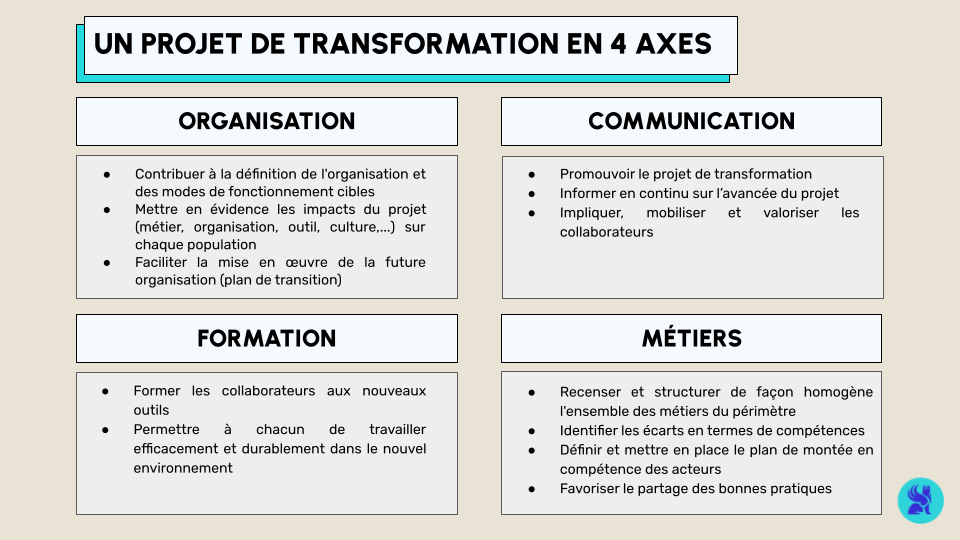 UN PROJET DE TRANSFORMATION EN 4 AXES
ORGANISATION
● Contribuer à la définition de l'organisation et
des modes de fonctionnement cibles
● Mettre en évidence les impacts du projet
(métier, organisation, outil, culture,...) sur
chaque population
● Faciliter la mise en œuvre de la future
organisation (plan de transition)
COMMUNICATION
● Promouvoir le projet de transformation
● Informer en continu sur l’avancée du projet
● Impliquer, mobiliser et valoriser les
collaborateurs
FORMATION
● Former les collaborateurs aux nouveaux
outils
● Permettre à chacun de travailler
efficacement et durablement dans le nouvel
environnement
MÉTIERS
● Recenser et structurer de façon homogène
l’ensemble des métiers du périmètre
● Identifier les écarts en termes de compétences
● Définir et mettre en place le plan de montée en
compétence des acteurs
● Favoriser le partage des bonnes pratiques